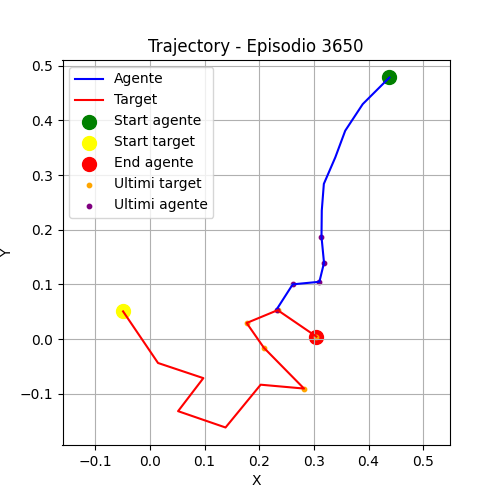 Trajectory - Episodio 3650
Agente
Target
Start agente
Start target
End agente
Ultimi target
Ultimi agente
0.5
0.4
0.3
0.2
0.1
0.0
−0.1
Y
−0.1
0.0
0.1
0.2
0.3
0.4
0.5
X